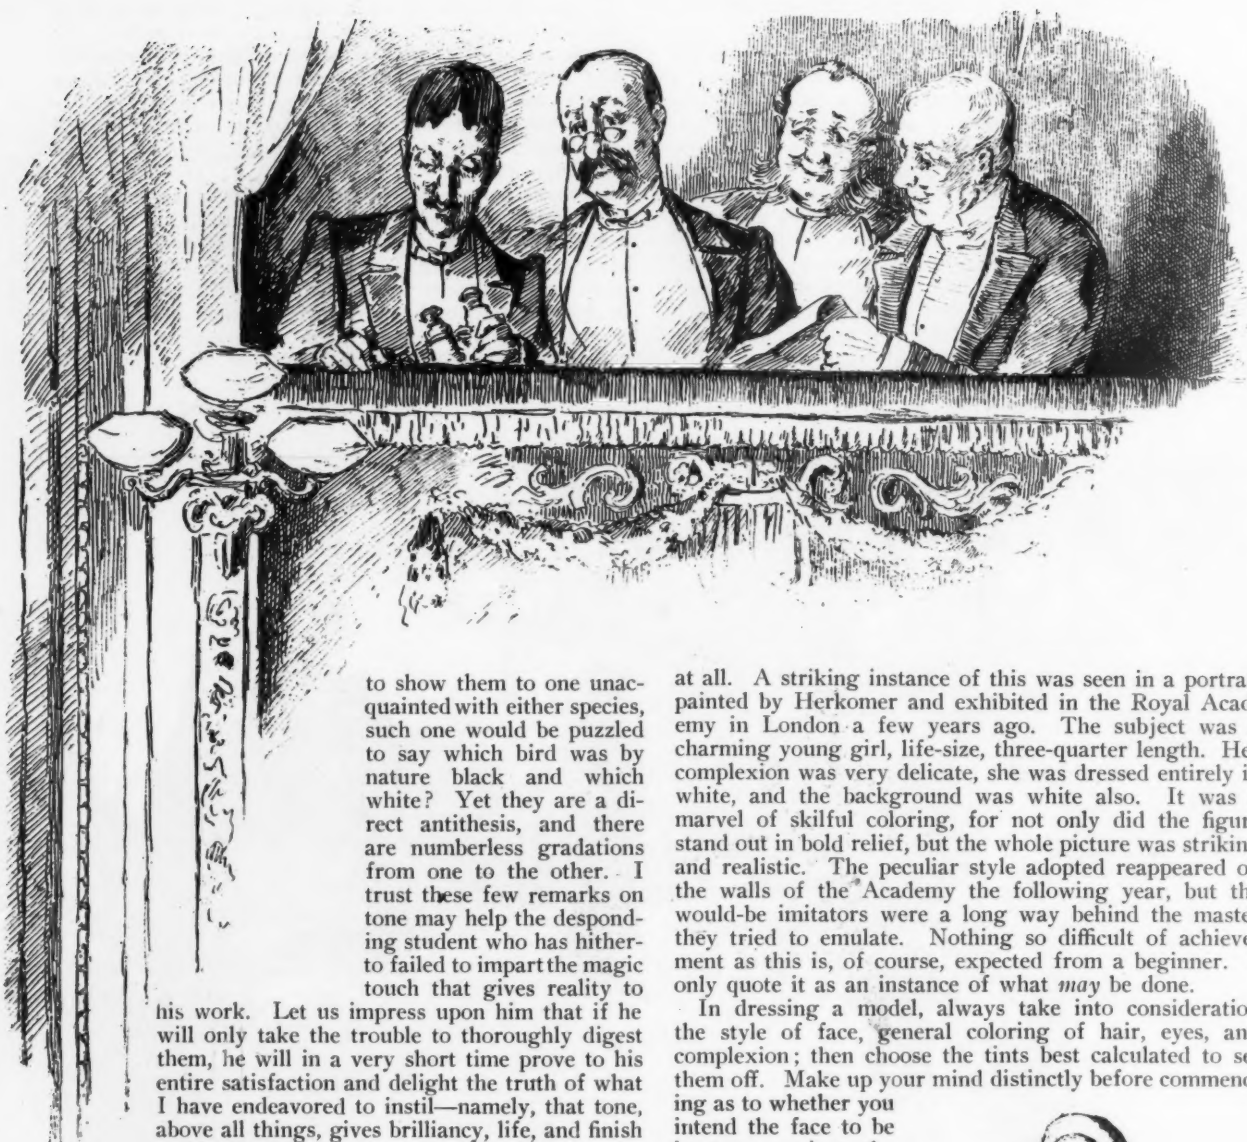 to show them to one unac-
quainted with either species,
such one would be puzzled
to say which bird was by
nature black and which
white? Yet they are a di-
rect antithesis, and there
are numberless gradations
from one to the other. I
trust these few remarks on
tone may help the despond-
ing student who has hither-
to failed to impart the magic
touch that gives reality to
his work. Let us impress upon him that if he
will only take the trouble to thoroughly digest
them, he will in a very short time prove to his
entire satisfaction and delight the truth of what
I have endeavored to instil—namely, that tone,
above all things, gives brilliancy, life, and finish
at all. A striking instance of this was seen in a portra
painted by Herkomer and exhibited in the Royal Acad
emy in London a few years ago. The subject was
charming young girl, life-size, three-quarter length. He
complexion was very delicate, she was dressed entirely i
white, and the background was white also. It was
marvel of skilful coloring, for not only did the figur
stand out in bold relief, but the whole picture was strikin
and realistic. The peculiar style adopted reappeared o
the walls of the Academy the following year, but th
would-be imitators were a long way behind the maste
they tried to emulate. Nothing so difficult of achieve
ment as this is, of course, expected from a beginner.
only quote it as an instance of what may be done.
In dressing a model, always take into consideratio
the style of face, general coloring of hair, eyes, an
complexion; then choose the tints best calculated to se
them off. Make up your mind distinctly before commenc
ing as to whether you
intend the face to be